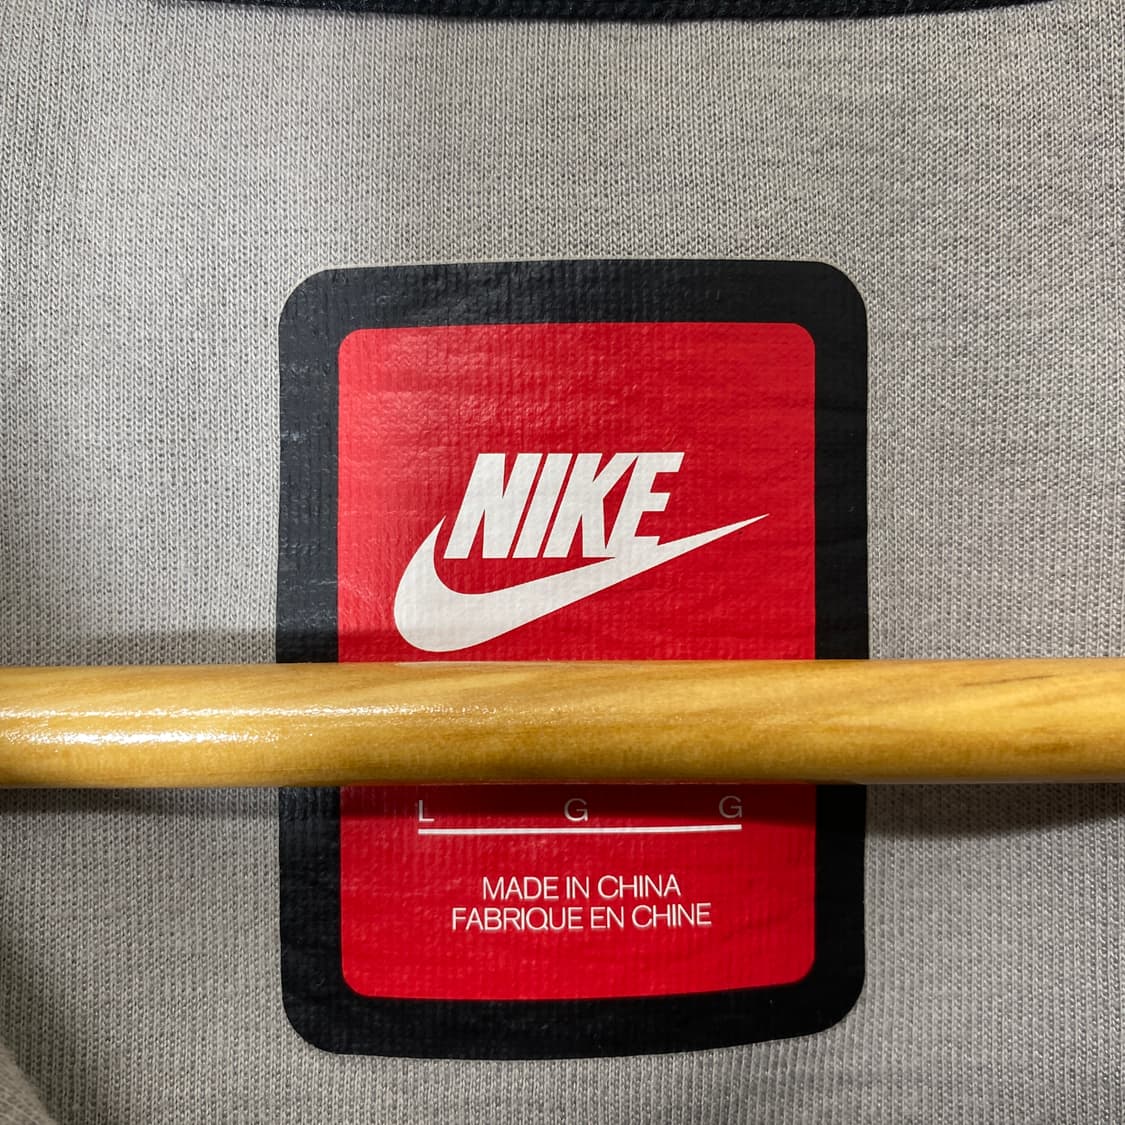 NIKE
L G G
MADE IN CHINA
FABRIQUE EN CHINE